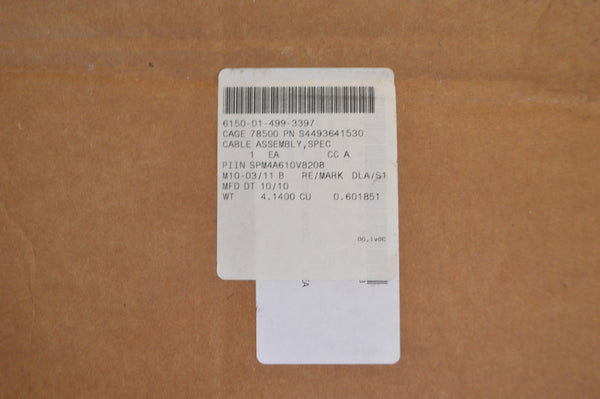 6150-01-499-3397
CAGE 78500 PN S4493641530
CABLE ASSEMBLY,SPEC
1 EA CC A
PIIN SPM4A610V8208
M10-03/11 B RE/MARK DLA/S1
MFD DT 10/10
WT 4.1400 CU 0.601851